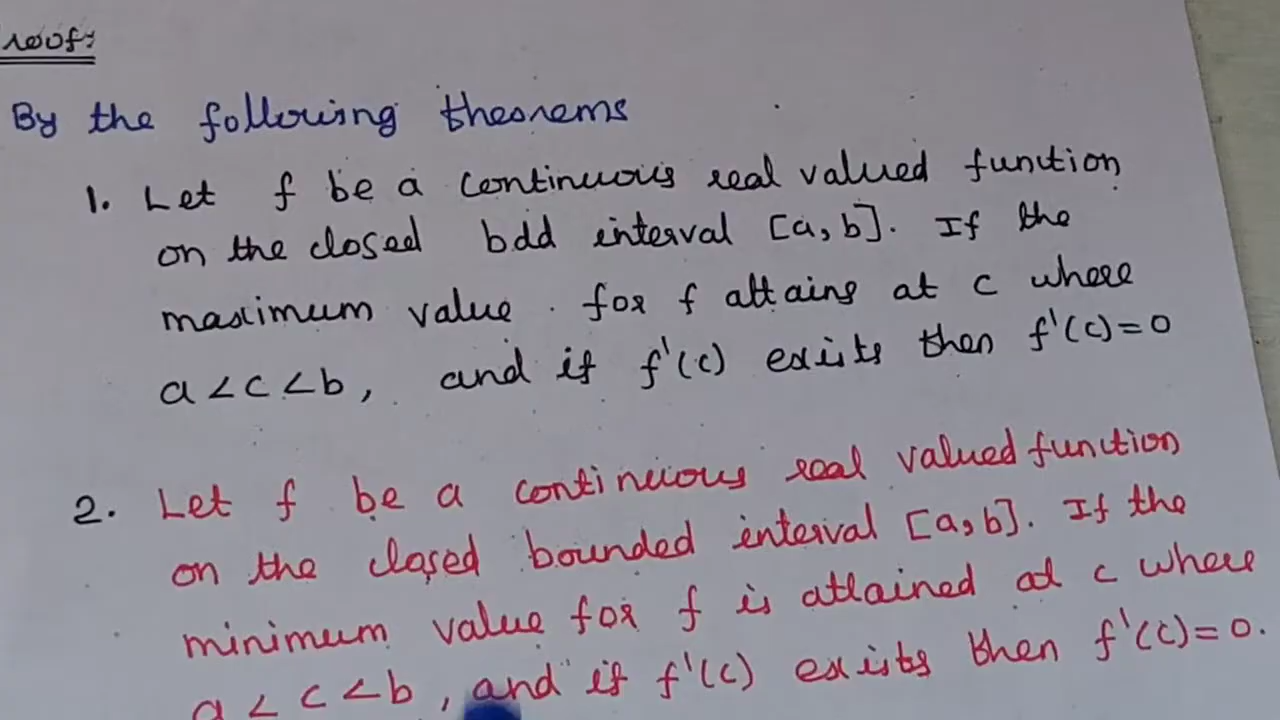 roof:
By the following theorems
1. Let f be a continuous real valued function
on the closed bdd interval [a, b]. If the
maximum value for f attains at c where
a < c < b, and if f'(c) exists then f'(c) = 0
2. Let f be a continuous real valued function
on the closed bounded interval [a, b]. If the
minimum value for f is attained at c where
a < c < b, and if f'(c) exists then f'(c) = 0.